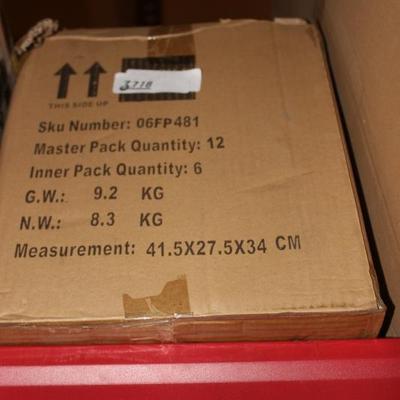 3718
THIS SIDE UP
Sku Number: 06FP481
Master Pack Quantity: 12
Inner Pack Quantity: 6
G.W.: 9.2 KG
N.W.: 8.3 KG
Measurement: 41.5X27.5X34 CM